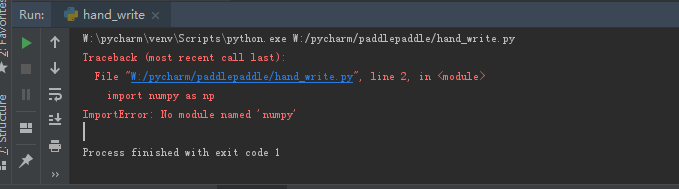 Run: hand_write
W:\pycharm\venv\Scripts\python.exe W:/pycharm/paddlepaddle/hand_write.py
Traceback (most recent call last):
File "W:/pycharm/paddlepaddle/hand_write.py", line 2, in <module>
import numpy as np
ImportError: No module named 'numpy'
Process finished with exit code 1
2: Favorites
7: Structure